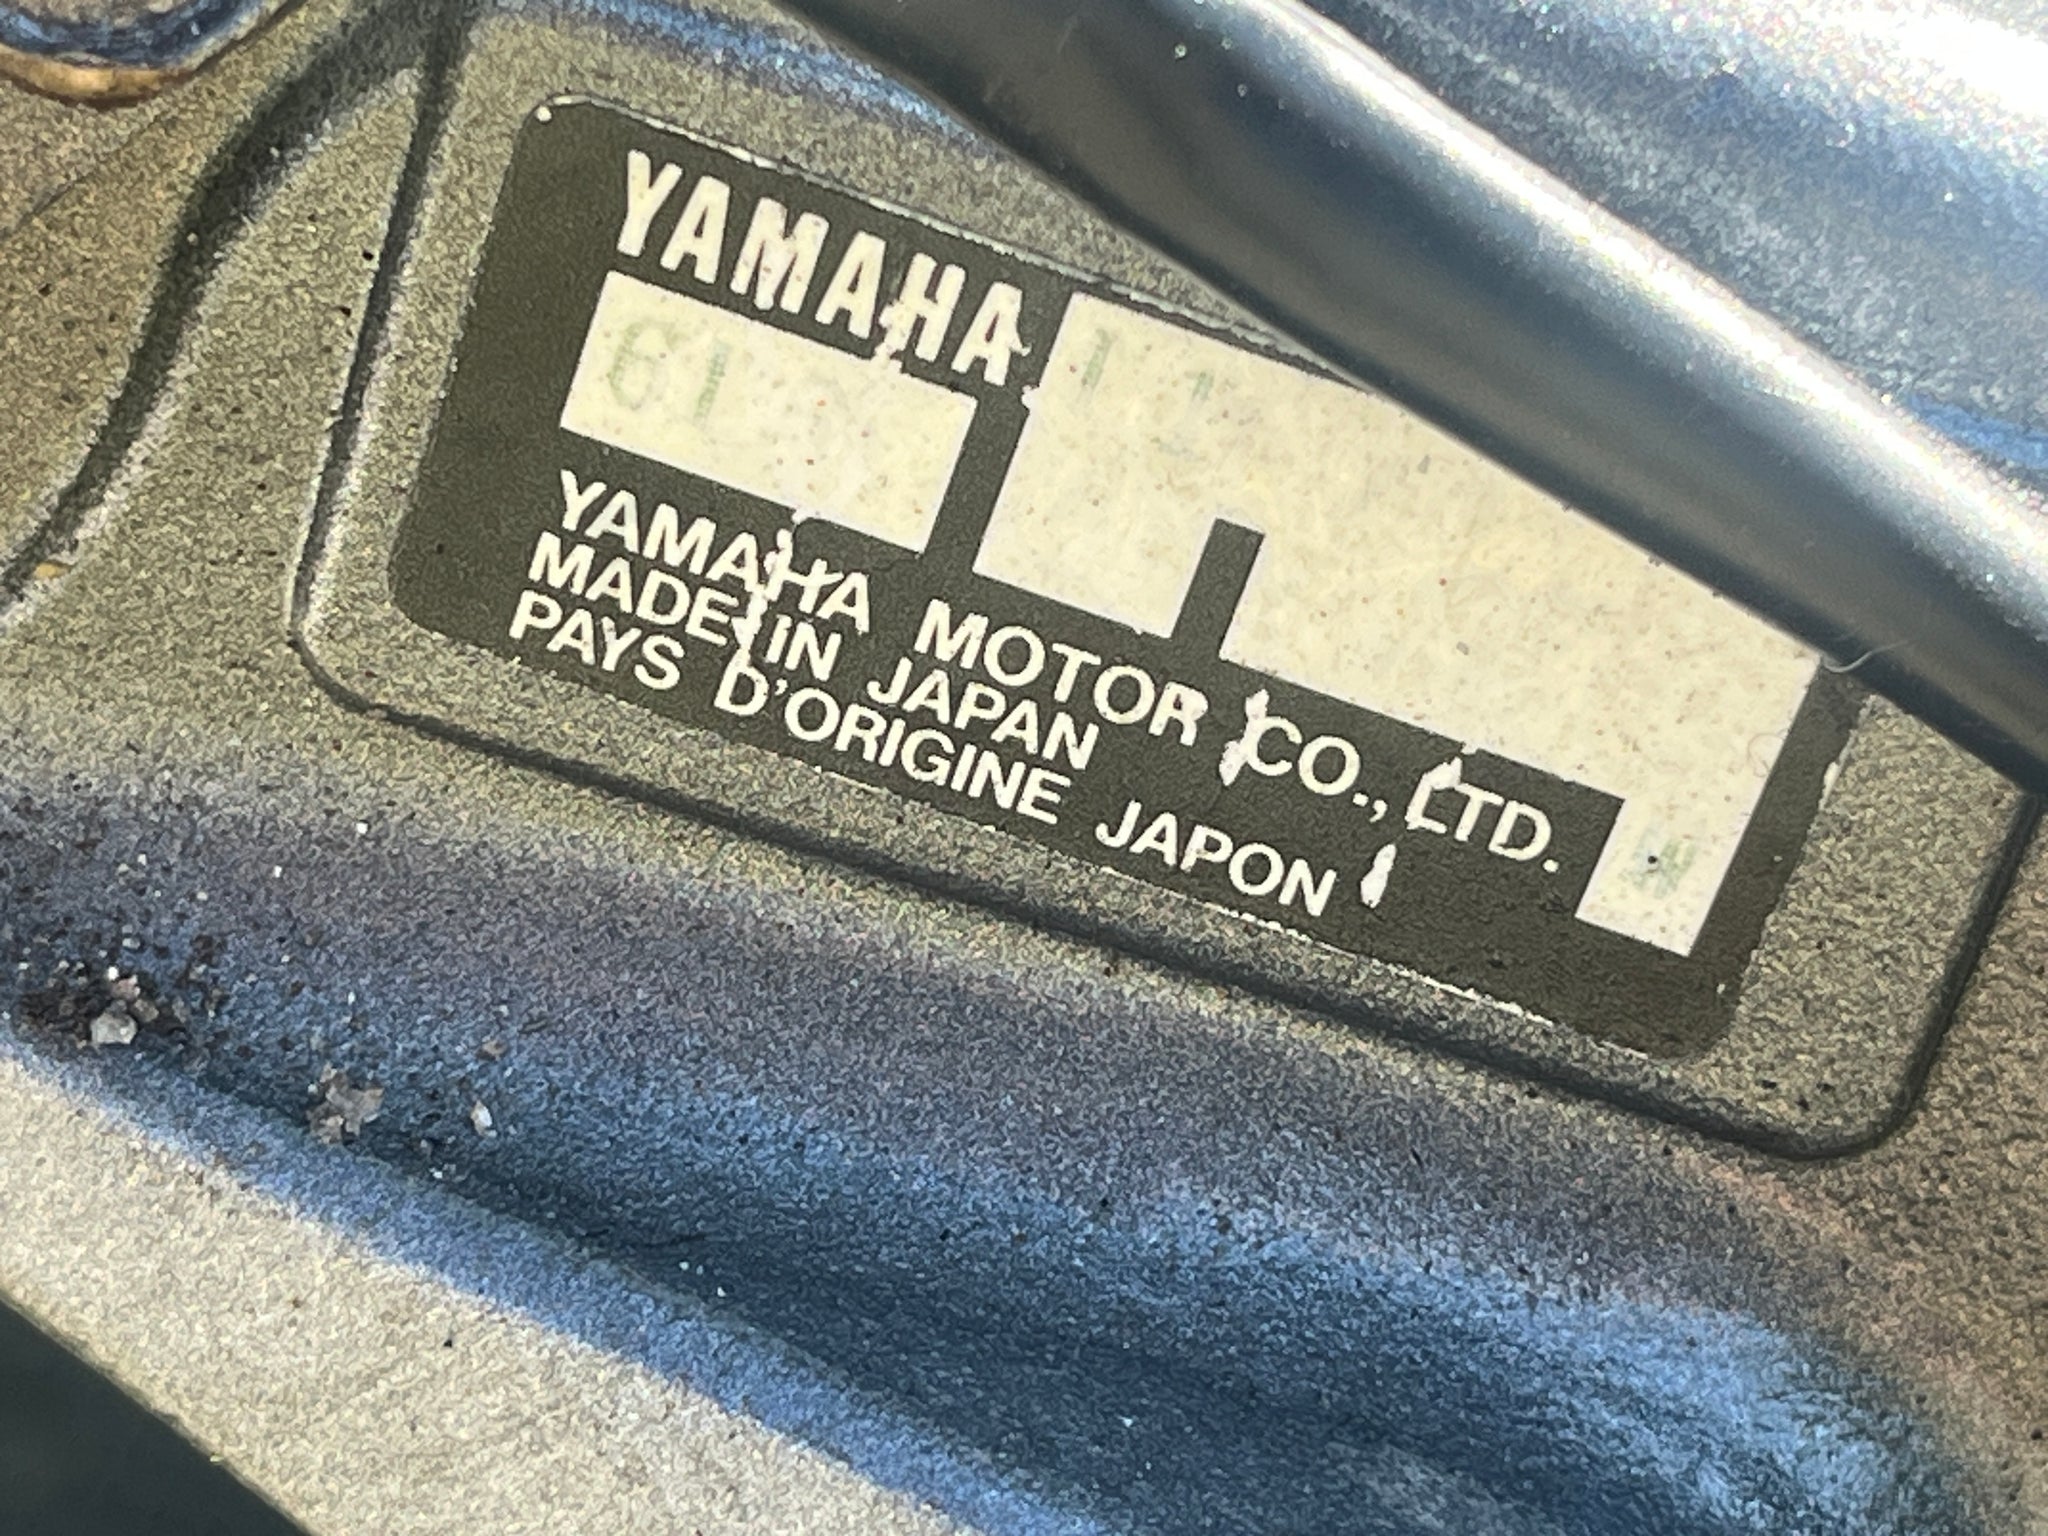 YAMAHA
YAMAHA MOTOR CO., LTD.
MADE IN JAPAN
PAYS D'ORIGINE JAPON